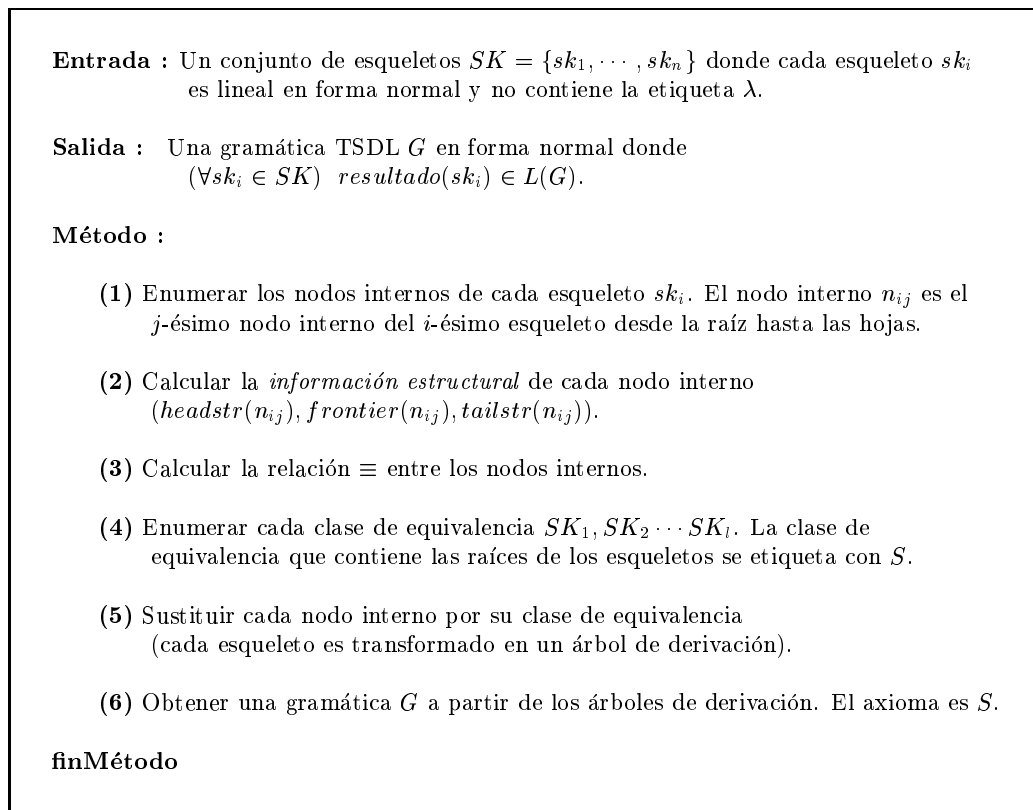 Entrada : Un conjunto de esqueletos SK = {sk₁, ⋯ , skₙ} donde cada esqueleto skᵢ
es lineal en forma normal y no contiene la etiqueta λ.
Salida : Una gramática TSDL G en forma normal donde
(∀skᵢ ∈ SK) resultado(skᵢ) ∈ L(G).
Método :
(1) Enumerar los nodos internos de cada esqueleto skᵢ. El nodo interno nᵢⱼ es el
j-ésimo nodo interno del i-ésimo esqueleto desde la raíz hasta las hojas.
(2) Calcular la información estructural de cada nodo interno
(headstr(nᵢⱼ), frontier(nᵢⱼ), tailstr(nᵢⱼ)).
(3) Calcular la relación ≡ entre los nodos internos.
(4) Enumerar cada clase de equivalencia SK₁, SK₂ ⋯ SKₗ. La clase de
equivalencia que contiene las raíces de los esqueletos se etiqueta con S.
(5) Sustituir cada nodo interno por su clase de equivalencia
(cada esqueleto es transformado en un árbol de derivación).
(6) Obtener una gramática G a partir de los árboles de derivación. El axioma es S.
finMétodo